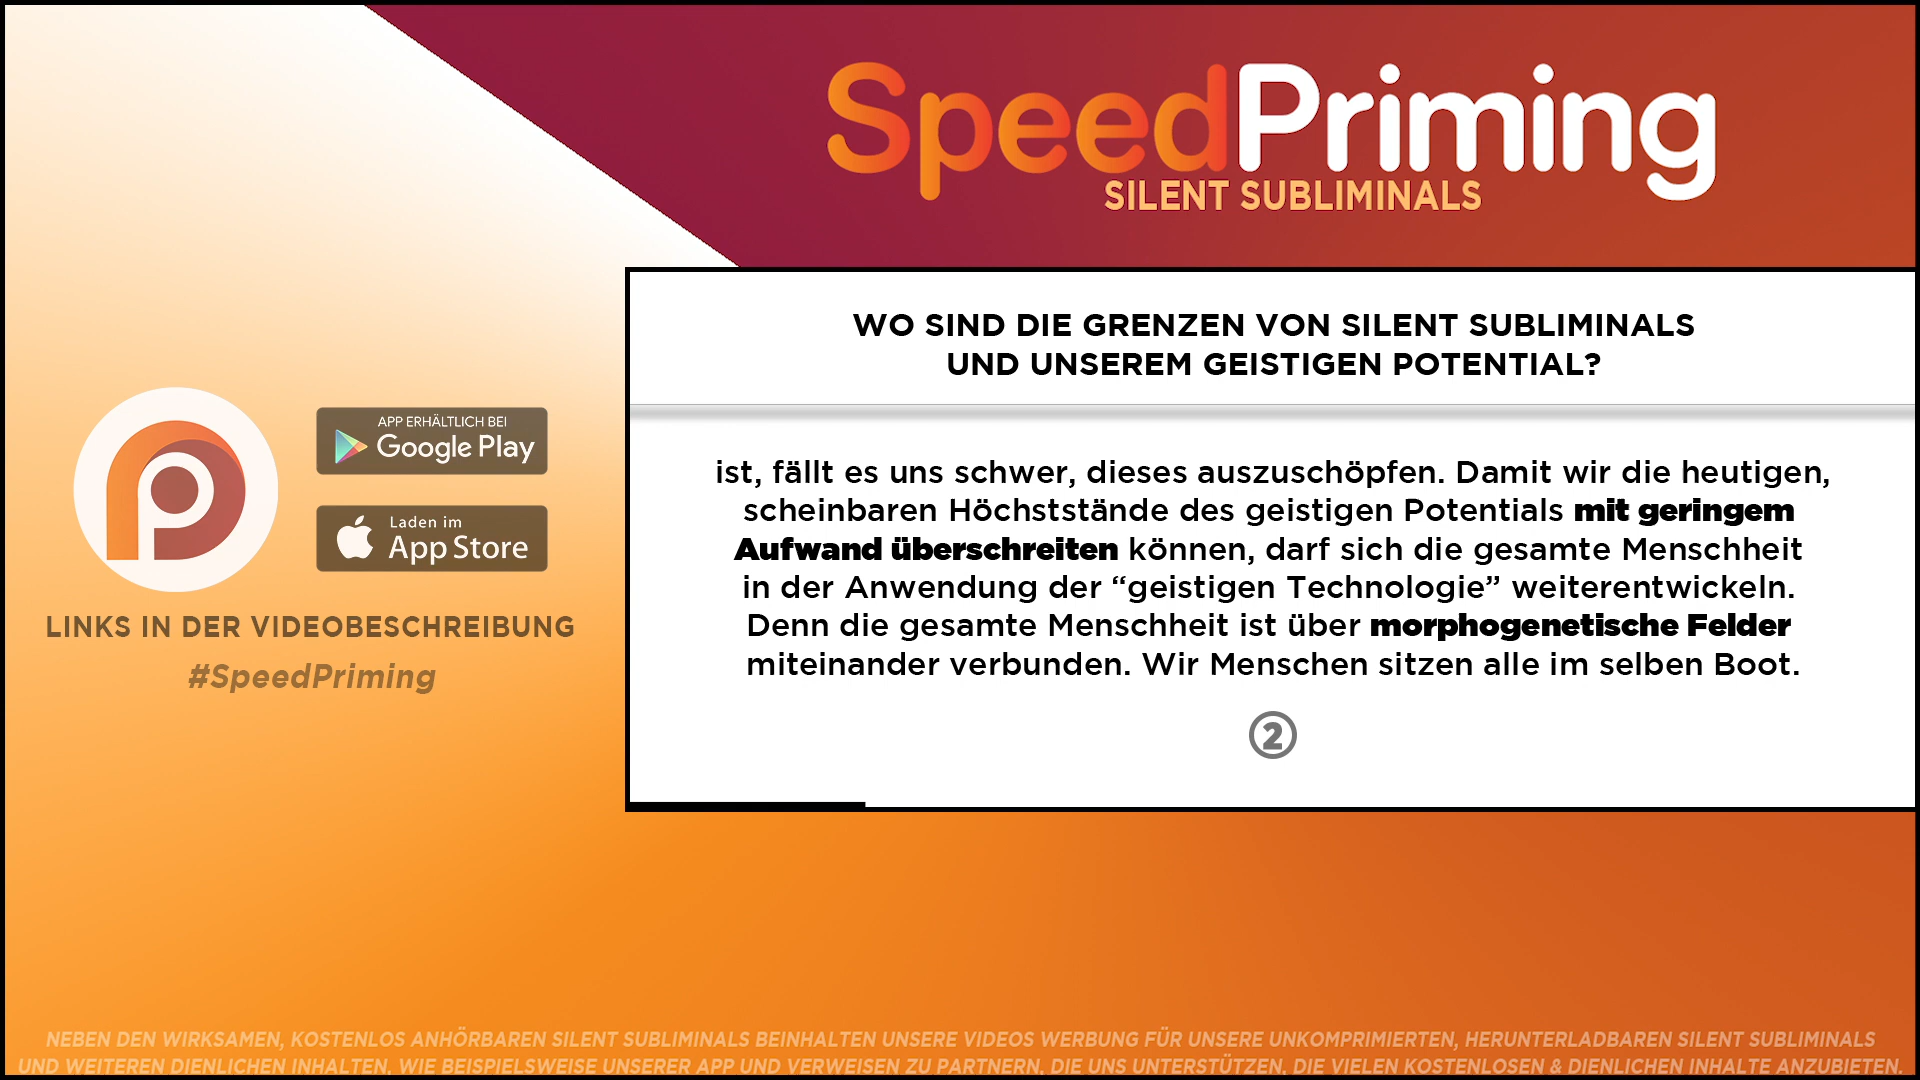 SpeedPriming
SILENT SUBLIMINALS
WO SIND DIE GRENZEN VON SILENT SUBLIMINALS
UND UNSEREM GEISTIGEN POTENTIAL?
ist, fällt es uns schwer, dieses auszuschöpfen. Damit wir die heutigen,
scheinbaren Höchststände des geistigen Potentials mit geringem
Aufwand überschreiten können, darf sich die gesamte Menschheit
in der Anwendung der “geistigen Technologie” weiterentwickeln.
Denn die gesamte Menschheit ist über morphogenetische Felder
miteinander verbunden. Wir Menschen sitzen alle im selben Boot.
2
APP ERHÄLTLICH BEI
Google Play
Laden im
App Store
LINKS IN DER VIDEOBESCHREIBUNG
#SpeedPriming
NEBEN DEN WIRKSAMEN, KOSTENLOS ANHÖRBAREN SILENT SUBLIMINALS BEINHALTEN UNSERE VIDEOS WERBUNG FÜR UNSERE UNKOMPRIMIERTEN, HERUNTERLADBAREN SILENT SUBLIMINALS
UND WEITEREN DIENLICHEN INHALTEN, WIE BEISPIELSWEISE UNSERER APP UND VERWEISEN ZU PARTNERN, DIE UNS UNTERSTÜTZEN, DIE VIELEN KOSTENLOSEN & DIENLICHEN INHALTE ANZUBIETEN.